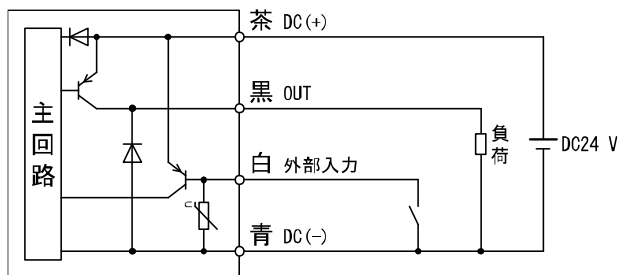 茶 DC(+)
黒 OUT
主回路
負荷
DC24 V
白 外部入力
青 DC(−)